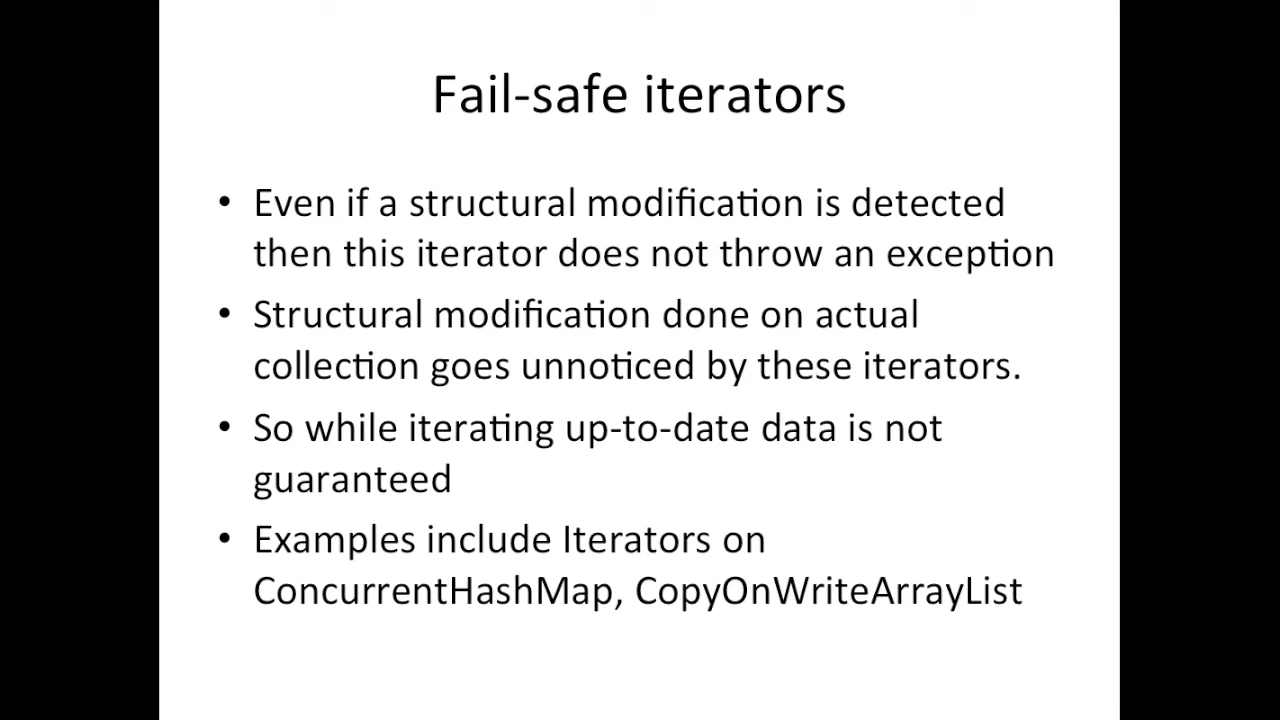 Fail-safe iterators
• Even if a structural modification is detected
then this iterator does not throw an exception
• Structural modification done on actual
collection goes unnoticed by these iterators.
• So while iterating up-to-date data is not
guaranteed
• Examples include Iterators on
ConcurrentHashMap, CopyOnWriteArrayList